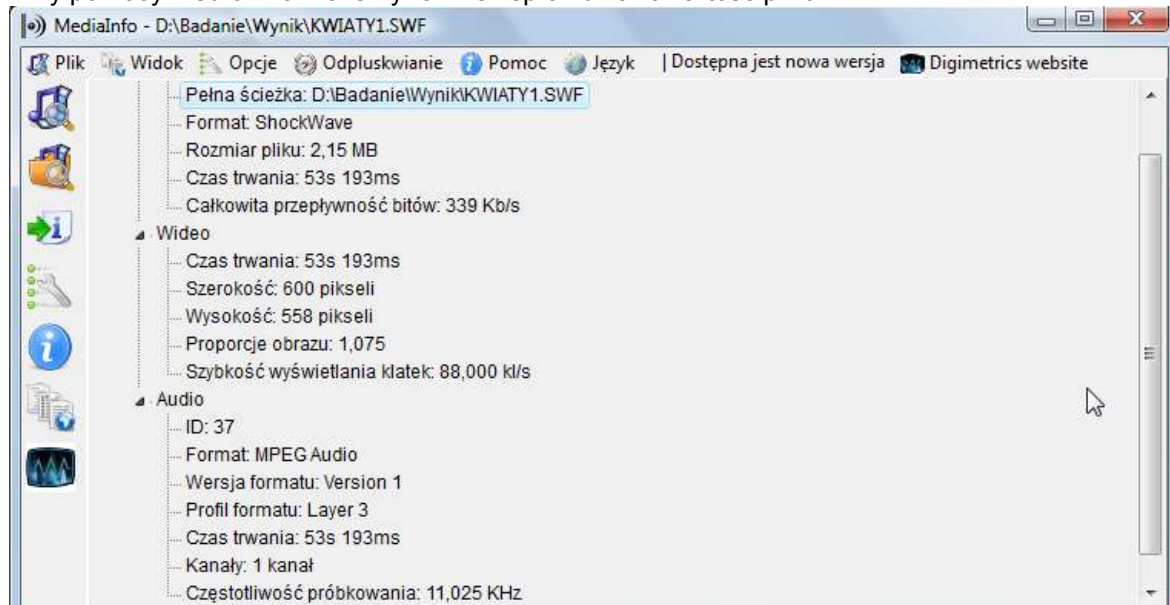 MediaInfo - D:\Badanie\Wynik\KWIATY1.SWF
Plik Widok Opcje Odpluskwianie Pomoc Język | Dostępna jest nowa wersja Digimetrics website
Pełna ścieżka: D:\Badanie\Wynik\KWIATY1.SWF
Format: ShockWave
Rozmiar pliku: 2,15 MB
Czas trwania: 53s 193ms
Całkowita przepływność bitów: 339 Kb/s
Wideo
Czas trwania: 53s 193ms
Szerokość: 600 pikseli
Wysokość: 558 pikseli
Proporcje obrazu: 1,075
Szybkość wyświetlania klatek: 88,000 kl/s
Audio
ID: 37
Format: MPEG Audio
Wersja formatu: Version 1
Profil formatu: Layer 3
Czas trwania: 53s 193ms
Kanały: 1 kanał
Częstotliwość próbkowania: 11,025 KHz